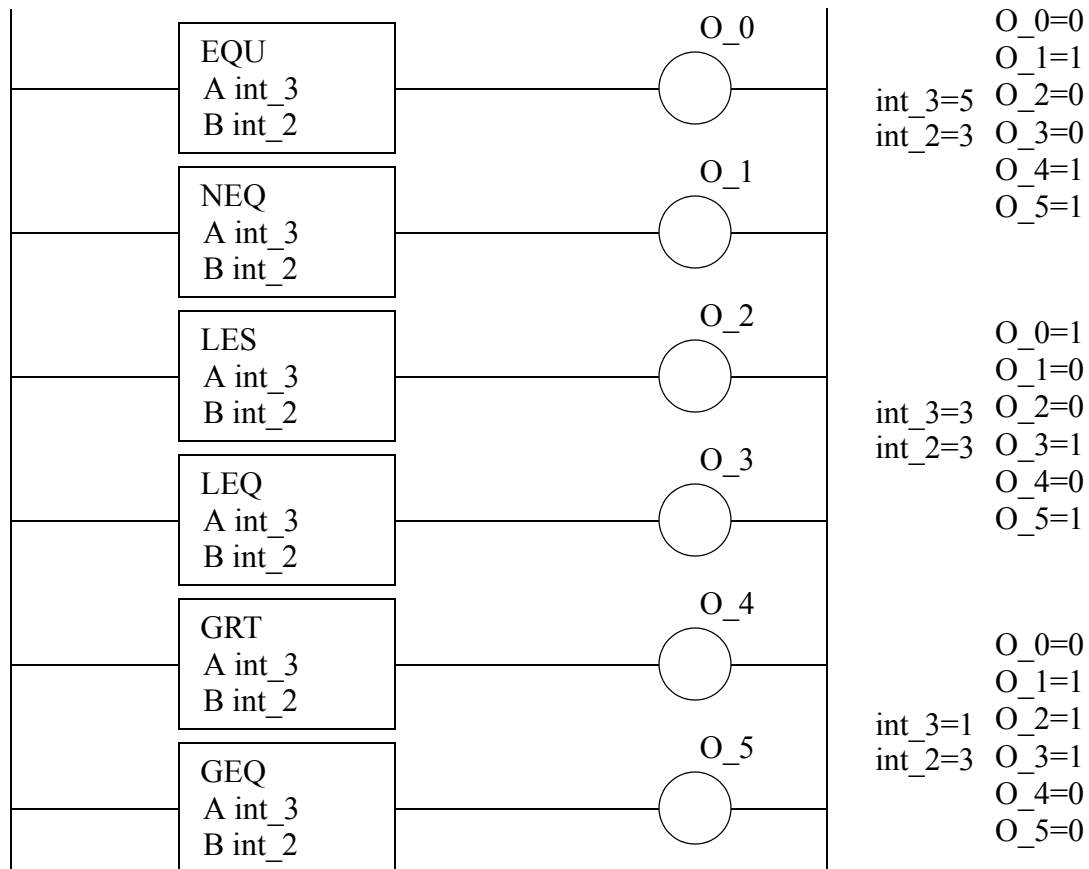 EQU
A int_3
B int_2
O_0
NEQ
A int_3
B int_2
O_1
LES
A int_3
B int_2
O_2
LEQ
A int_3
B int_2
O_3
GRT
A int_3
B int_2
O_4
GEQ
A int_3
B int_2
O_5
int_3=5
int_2=3
O_0=0
O_1=1
O_2=0
O_3=0
O_4=1
O_5=1
int_3=3
int_2=3
O_0=1
O_1=0
O_2=0
O_3=1
O_4=0
O_5=1
int_3=1
int_2=3
O_0=0
O_1=1
O_2=1
O_3=1
O_4=0
O_5=0